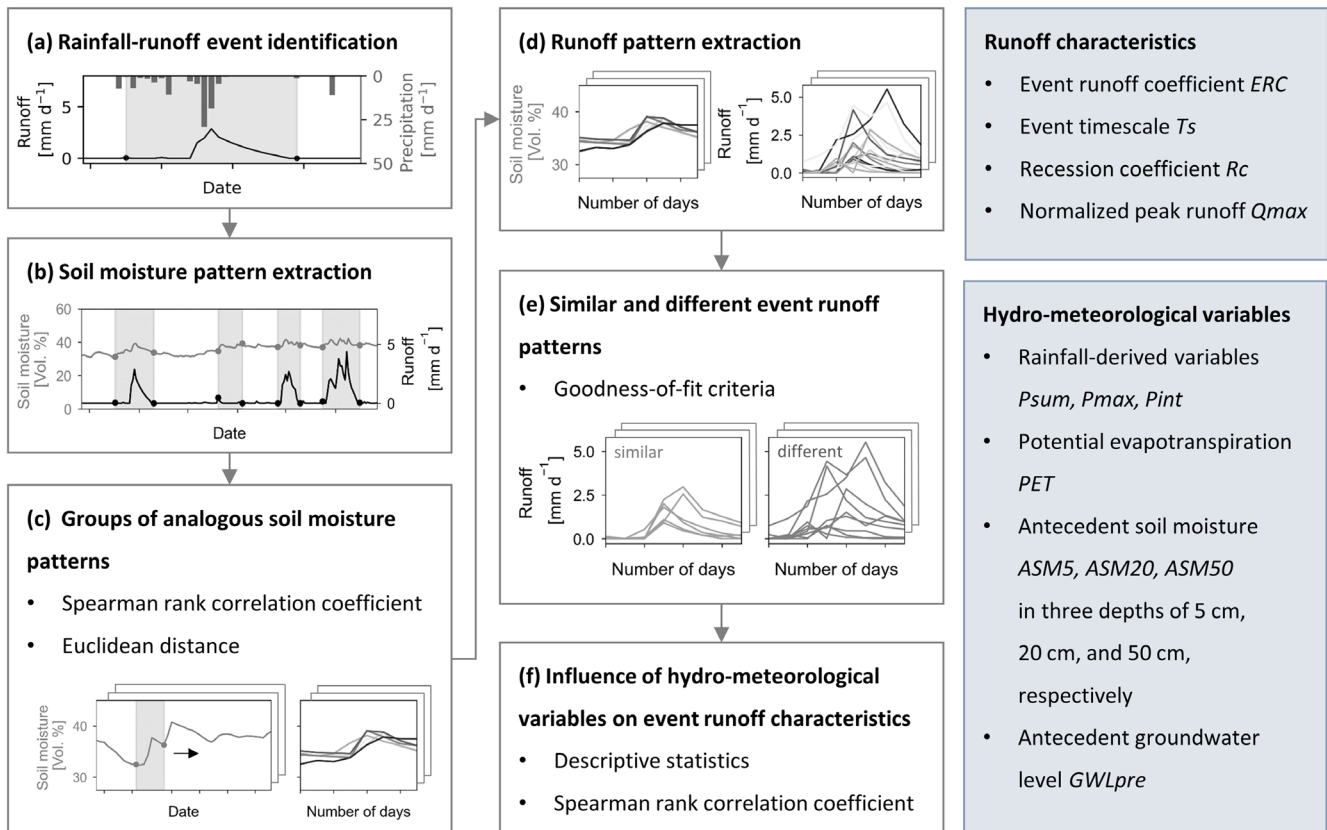 (a) Rainfall-runoff event identification
Runoff
[mm d⁻¹]
5
0
0
25
50
Precipitation
[mm d⁻¹]
Date
(b) Soil moisture pattern extraction
Soil moisture
[Vol. %]
60
40
20
0
5
0
Runoff
[mm d⁻¹]
Date
(c) Groups of analogous soil moisture
patterns
• Spearman rank correlation coefficient
• Euclidean distance
Soil moisture
[Vol. %]
40
30
Date
Number of days
(d) Runoff pattern extraction
Soil moisture
[Vol. %]
40
30
Number of days
Runoff
[mm d⁻¹]
5.0
2.5
0.0
Number of days
(e) Similar and different event runoff
patterns
• Goodness-of-fit criteria
Runoff
[mm d⁻¹]
5.0
2.5
0.0
similar
different
Number of days
Number of days
(f) Influence of hydro-meteorological
variables on event runoff characteristics
• Descriptive statistics
• Spearman rank correlation coefficient
Runoff characteristics
• Event runoff coefficient ERC
• Event timescale Ts
• Recession coefficient Rc
• Normalized peak runoff Qmax
Hydro-meteorological variables
• Rainfall-derived variables
Psum, Pmax, Pint
• Potential evapotranspiration
PET
• Antecedent soil moisture
ASM5, ASM20, ASM50
in three depths of 5 cm,
20 cm, and 50 cm,
respectively
• Antecedent groundwater
level GWLpre